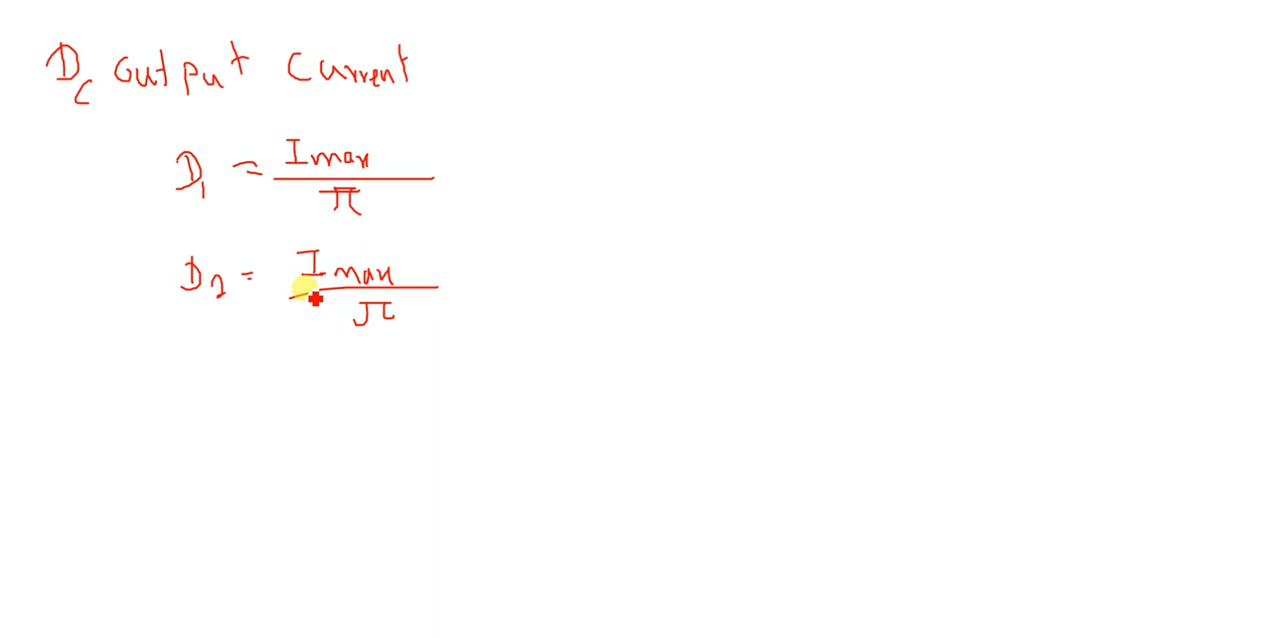 Dc output current
D1 = Imax / π
D2 = Imax / π